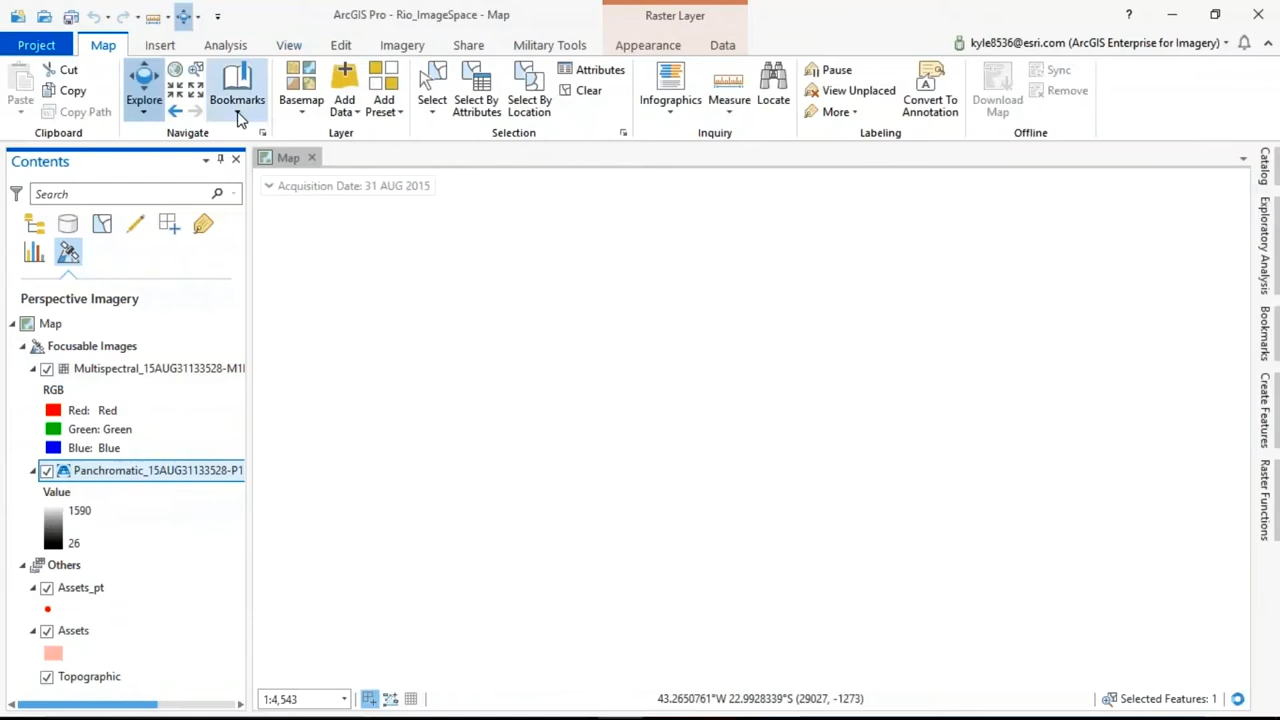 ArcGIS Pro - Rio_ImageSpace - Map
Raster Layer
?
Project
Map
Insert
Analysis
View
Edit
Imagery
Share
Military Tools
Appearance
Data
kyle8536@esri.com (ArcGIS Enterprise for Imagery)
Paste
Cut
Copy
Copy Path
Clipboard
Explore
Bookmarks
Navigate
Basemap
Add Data
Add Preset
Layer
Select
Select By Attributes
Select By Location
Attributes
Clear
Selection
Infographics
Measure
Locate
Inquiry
Pause
View Unplaced
More
Convert To Annotation
Labeling
Download Map
Sync
Remove
Offline
Contents
Search
Perspective Imagery
Map
Focusable Images
Multispectral_15AUG31133528-M1
RGB
Red: Red
Green: Green
Blue: Blue
Panchromatic_15AUG31133528-P1
Value
1590
26
Others
Assets_pt
Assets
Topographic
Map
Acquisition Date: 31 AUG 2015
1:4,543
43.2650761°W 22.9928339°S (29027, -1273)
Selected Features: 1
Catalog
Exploratory Analysis
Bookmarks
Create Features
Raster Functions